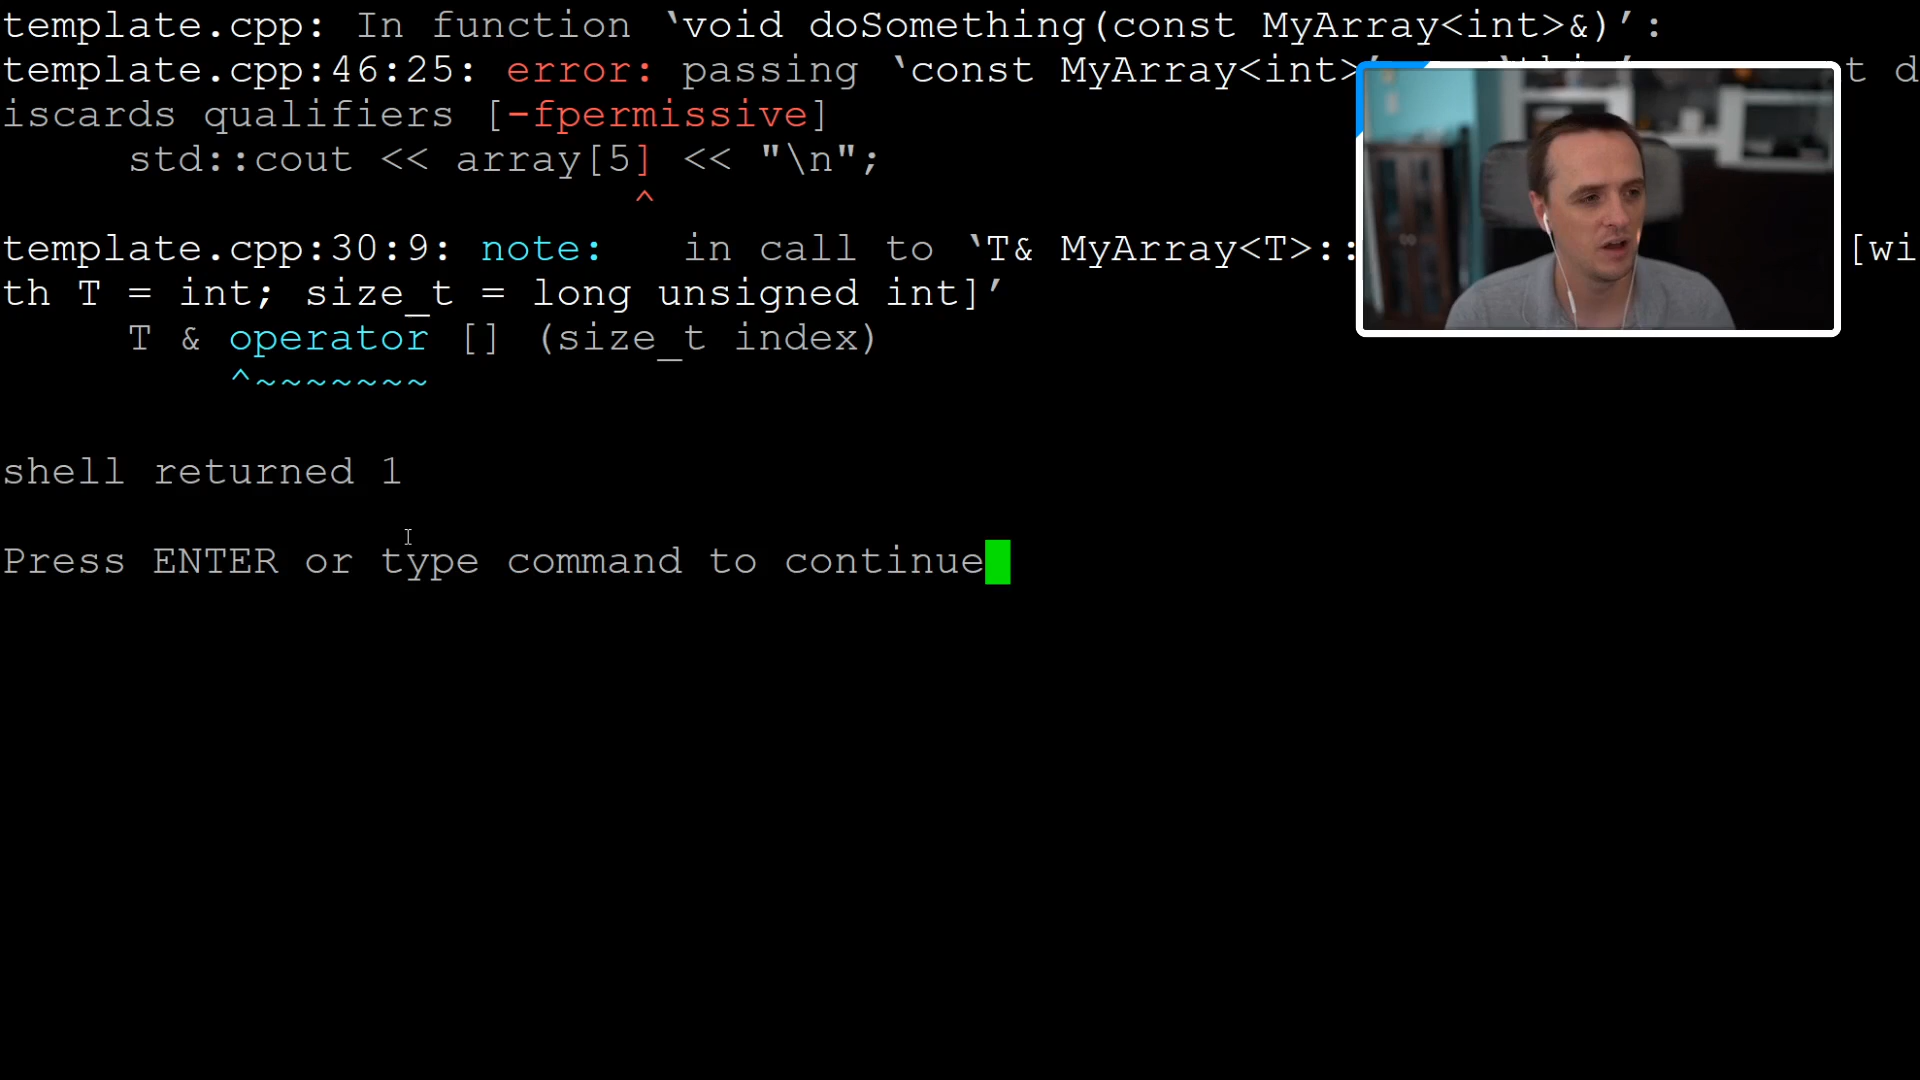 template.cpp: In function ‘void doSomething(const MyArray<int>&)’:
template.cpp:46:25: error: passing ‘const MyArray<int>’ t d
iscards qualifiers [-fpermissive]
std::cout << array[5] << "\n";
^
template.cpp:30:9: note: in call to ‘T& MyArray<T>:: [wi
th T = int; size_t = long unsigned int]’
T & operator [] (size_t index)
^~~~~~~~
shell returned 1
Press ENTER or type command to continue